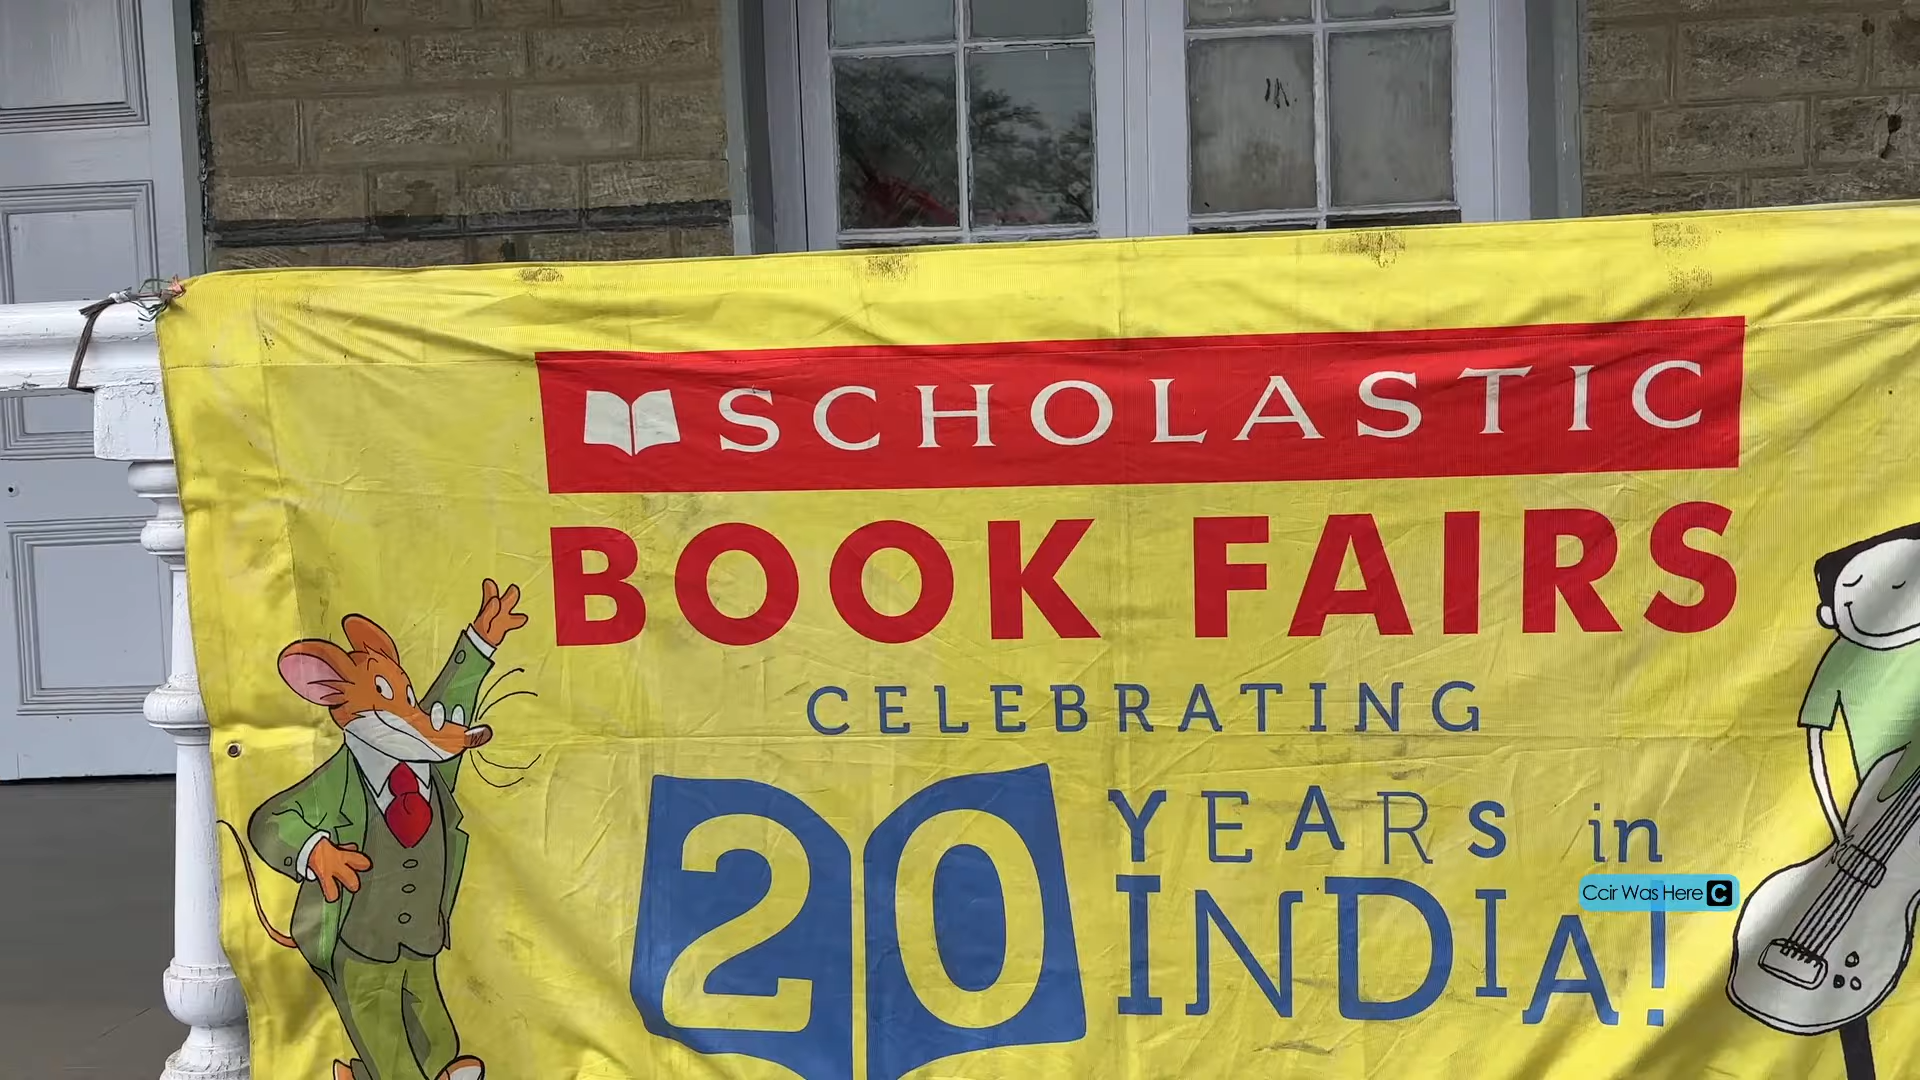 SCHOLASTIC
BOOK FAIRS
CELEBRATING
20 YEARS in
INDIA!
Ccir Was Here C